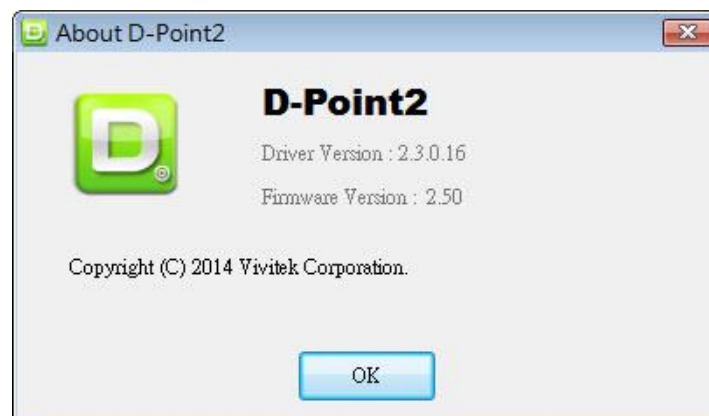 About D-Point2
D
©
D-Point2
Driver Version : 2.3.0.16
Firmware Version : 2.50
Copyright (C) 2014 Vivitek Corporation.
OK